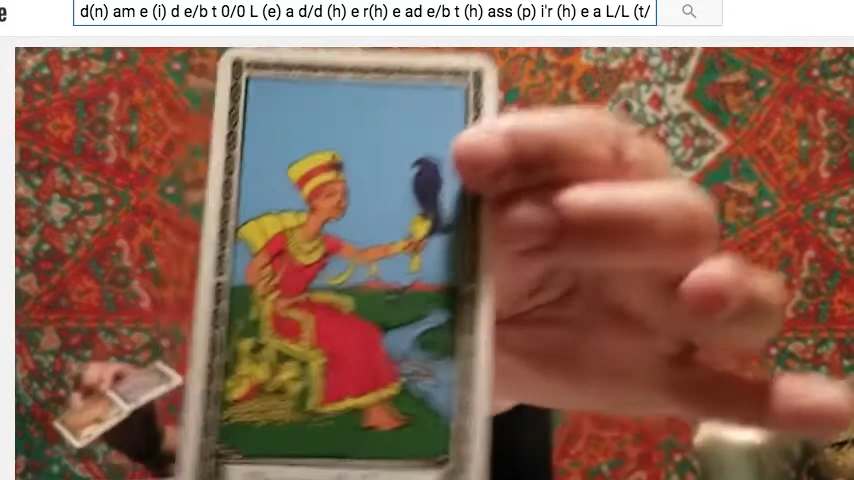 e
d(n) am e (i) d e/b t 0/0 L (e) a d/d (h) e r(h) e ad e/b t (h) ass (p) i'r (h) e a L/L (t/